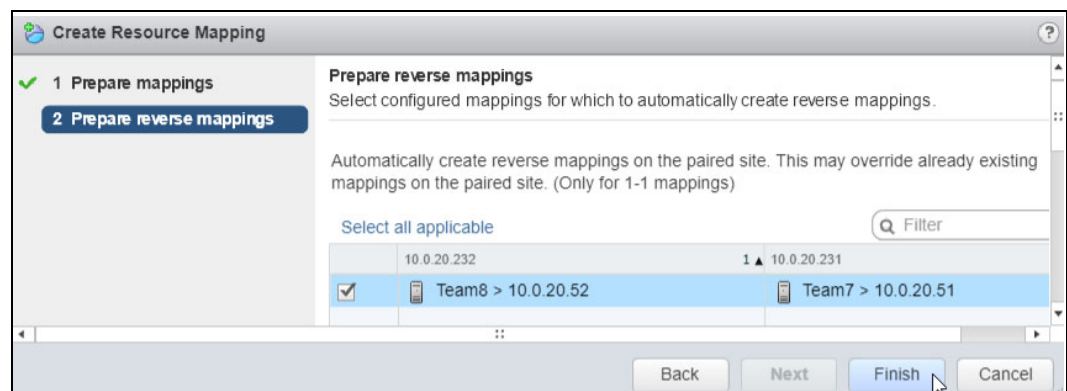 Create Resource Mapping
?
1 Prepare mappings
2 Prepare reverse mappings
Prepare reverse mappings
Select configured mappings for which to automatically create reverse mappings.
Automatically create reverse mappings on the paired site. This may override already existing
mappings on the paired site. (Only for 1-1 mappings)
Select all applicable
Filter
10.0.20.232 1 ▲ 10.0.20.231
Team8 > 10.0.20.52 Team7 > 10.0.20.51
Back Next Finish Cancel